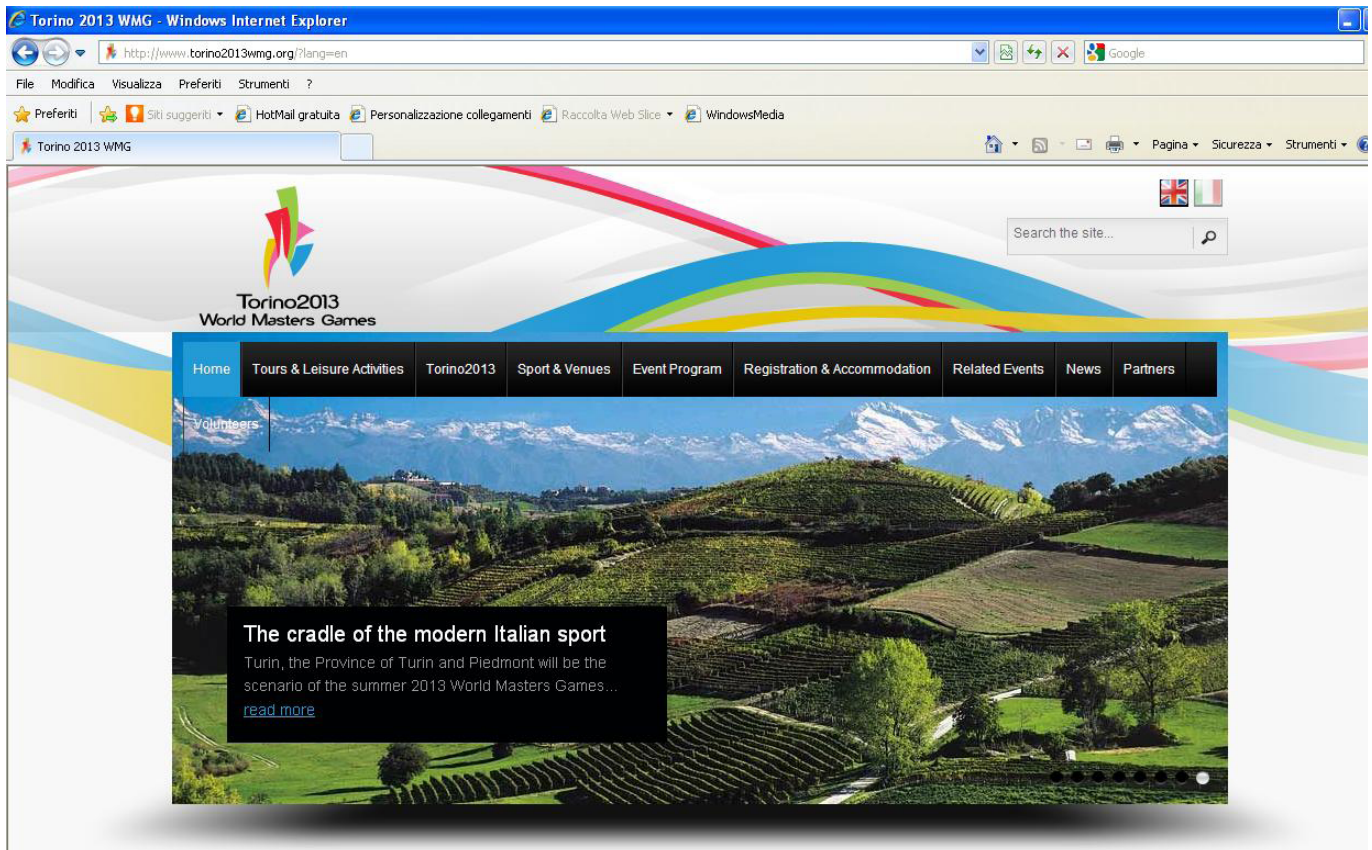 Torino 2013 WMG - Windows Internet Explorer
http://www.torino2013wmg.org/?lang=en
Google
File Modifica Visualizza Preferiti Strumenti ?
Preferiti Siti suggeriti HotMail gratuita Personalizzazione collegamenti Raccolta Web Slice WindowsMedia
Torino 2013 WMG
Pagina Sicurezza Strumenti
Search the site...
Torino2013
World Masters Games
Home Tours & Leisure Activities Torino2013 Sport & Venues Event Program Registration & Accommodation Related Events News Partners
Volunteers
The cradle of the modern Italian sport
Turin, the Province of Turin and Piedmont will be the
scenario of the summer 2013 World Masters Games...
read more